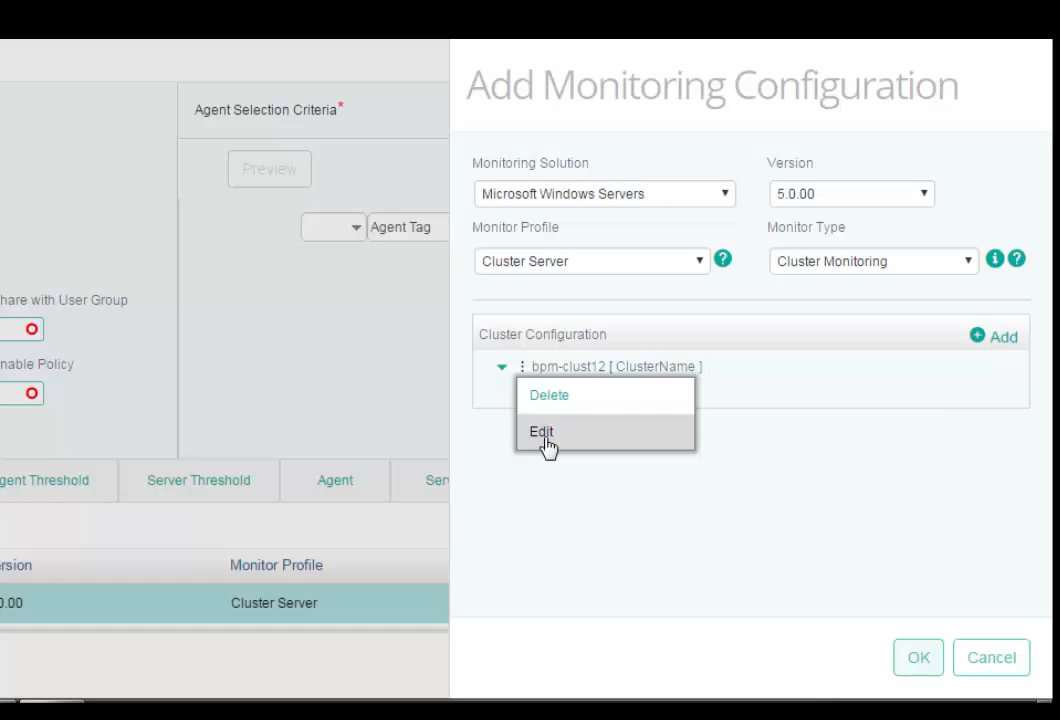 Add Monitoring Configuration
Agent Selection Criteria*
Preview
Agent Tag
hare with User Group
nable Policy
gent Threshold
Server Threshold
Agent
Ser
ersion
Monitor Profile
0.00
Cluster Server
Monitoring Solution
Version
Microsoft Windows Servers
5.0.00
Monitor Profile
Monitor Type
Cluster Server
Cluster Monitoring
Cluster Configuration
Add
bpm-clust12 [ ClusterName ]
Delete
Edit
OK
Cancel